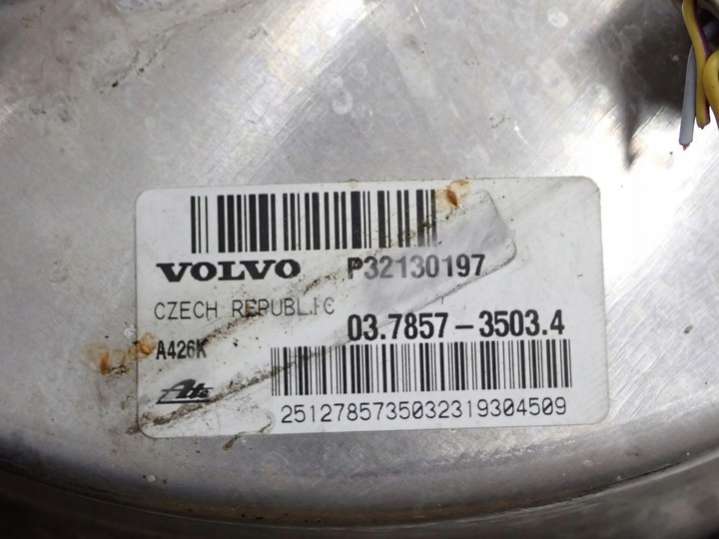 VOLVO P32130197
CZECH REPUBLIC
03.7857-3503.4
A426K
Ate
2512785735032319304509